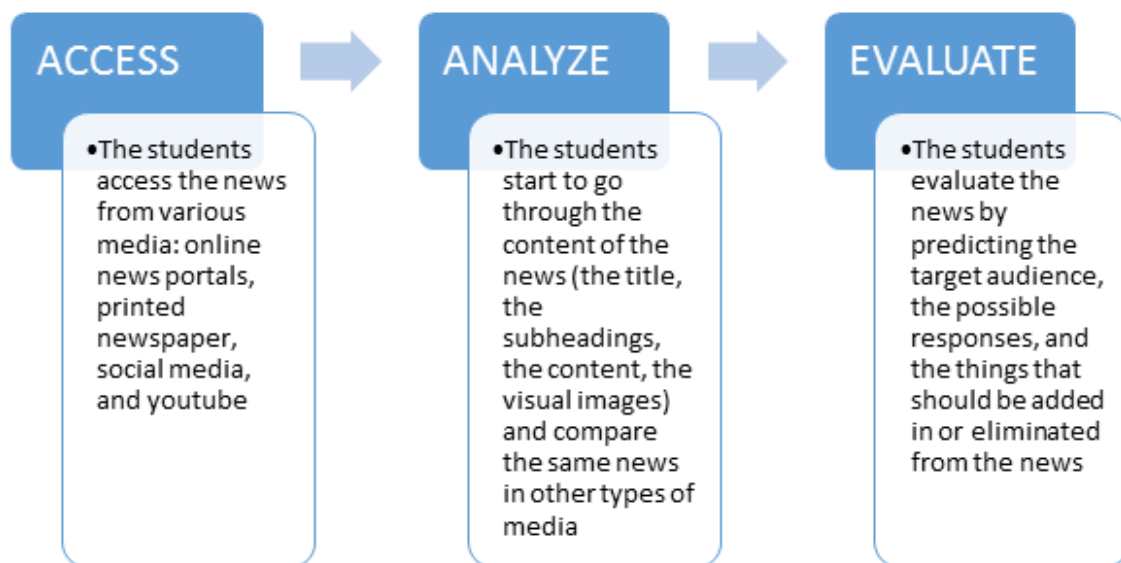 ACCESS
•The students
access the news
from various
media: online
news portals,
printed
newspaper,
social media,
and youtube
ANALYZE
•The students
start to go
through the
content of the
news (the title,
the
subheadings,
the content, the
visual images)
and compare
the same news
in other types of
media
EVALUATE
•The students
evaluate the
news by
predicting the
target audience,
the possible
responses, and
the things that
should be added
in or eliminated
from the news